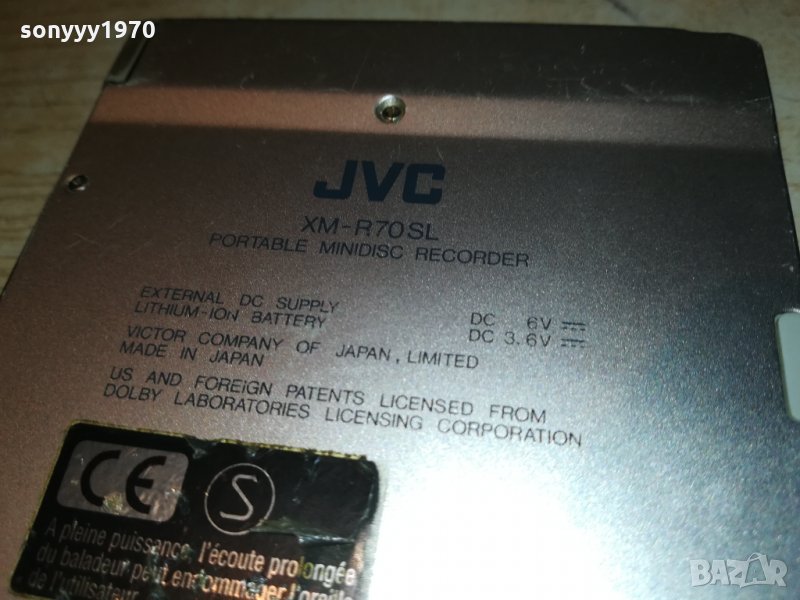 sonyyy1970
JVC
XM-R70SL
PORTABLE MINIDISC RECORDER
EXTERNAL DC SUPPLY DC 6V
LITHIUM-ION BATTERY DC 3.6V
VICTOR COMPANY OF JAPAN, LIMITED
MADE IN JAPAN
US AND FOREIGN PATENTS LICENSED FROM
DOLBY LABORATORIES LICENSING CORPORATION
CE S
A pleine puissance, l'écoute prolongée
du baladeur peut endommager l'oreille
de l'utilisateur
BAZAR